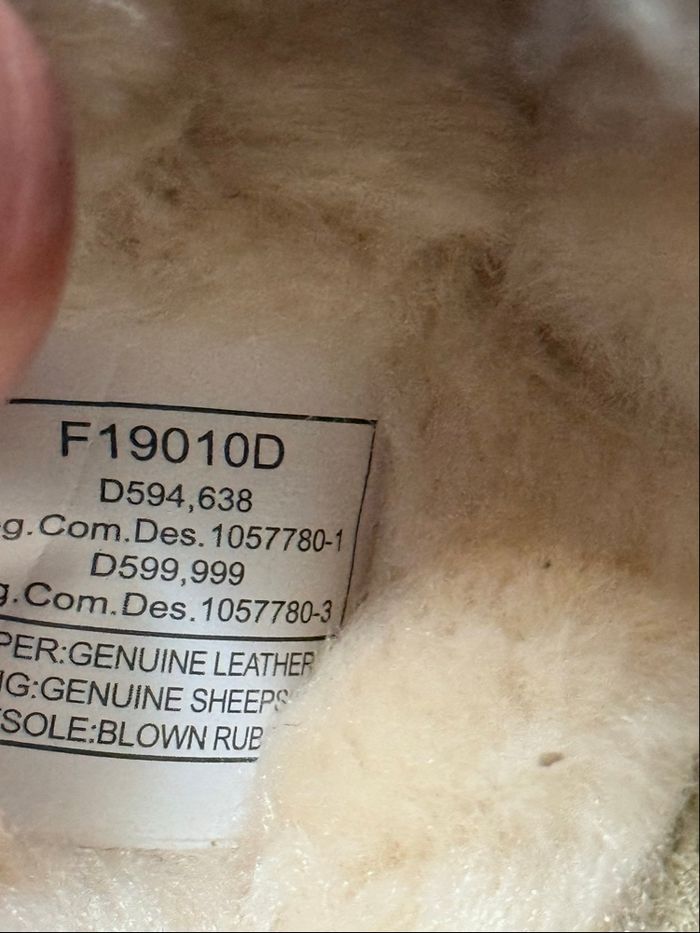 F19010D
D594,638
g.Com.Des.1057780-1
D599,999
g.Com.Des.1057780-3
PER:GENUINE LEATHER
G:GENUINE SHEEPS
SOLE:BLOWN RUB